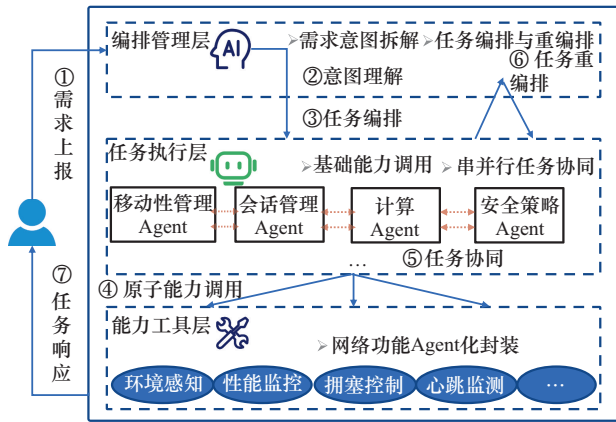 编排管理层
AI
➢需求意图拆解
➢任务编排与重编排
①需求上报
②意图理解
⑥任务重
编排
③任务编排
任务执行层
➢基础能力调用
➢串并行任务协同
移动性管理
Agent
会话管理
Agent
计算
Agent
安全策略
Agent
…
⑤任务协同
④ 原子能力调用
⑦任务响应
能力工具层
➢网络功能Agent化封装
环境感知
性能监控
拥塞控制
心跳监测
…